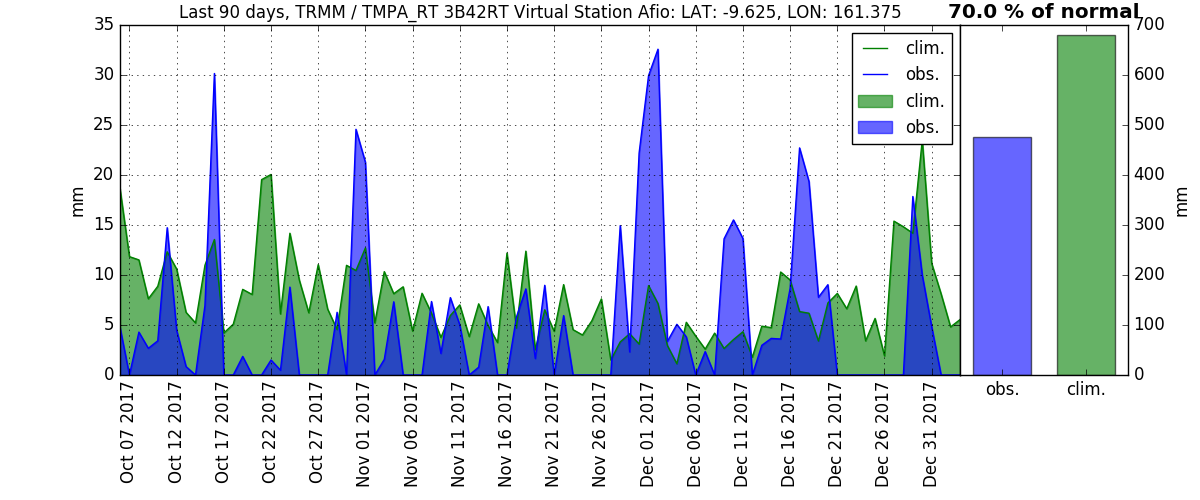 Last 90 days, TRMM / TMPA_RT 3B42RT Virtual Station Afio: LAT: -9.625, LON: 161.375
70.0 % of normal
35
30
25
20
15
10
5
0
mm
clim.
obs.
clim.
obs.
Oct 07 2017
Oct 12 2017
Oct 17 2017
Oct 22 2017
Oct 27 2017
Nov 01 2017
Nov 06 2017
Nov 11 2017
Nov 16 2017
Nov 21 2017
Nov 26 2017
Dec 01 2017
Dec 06 2017
Dec 11 2017
Dec 16 2017
Dec 21 2017
Dec 26 2017
Dec 31 2017
700
600
500
400
300
200
100
0
mm
obs.
clim.